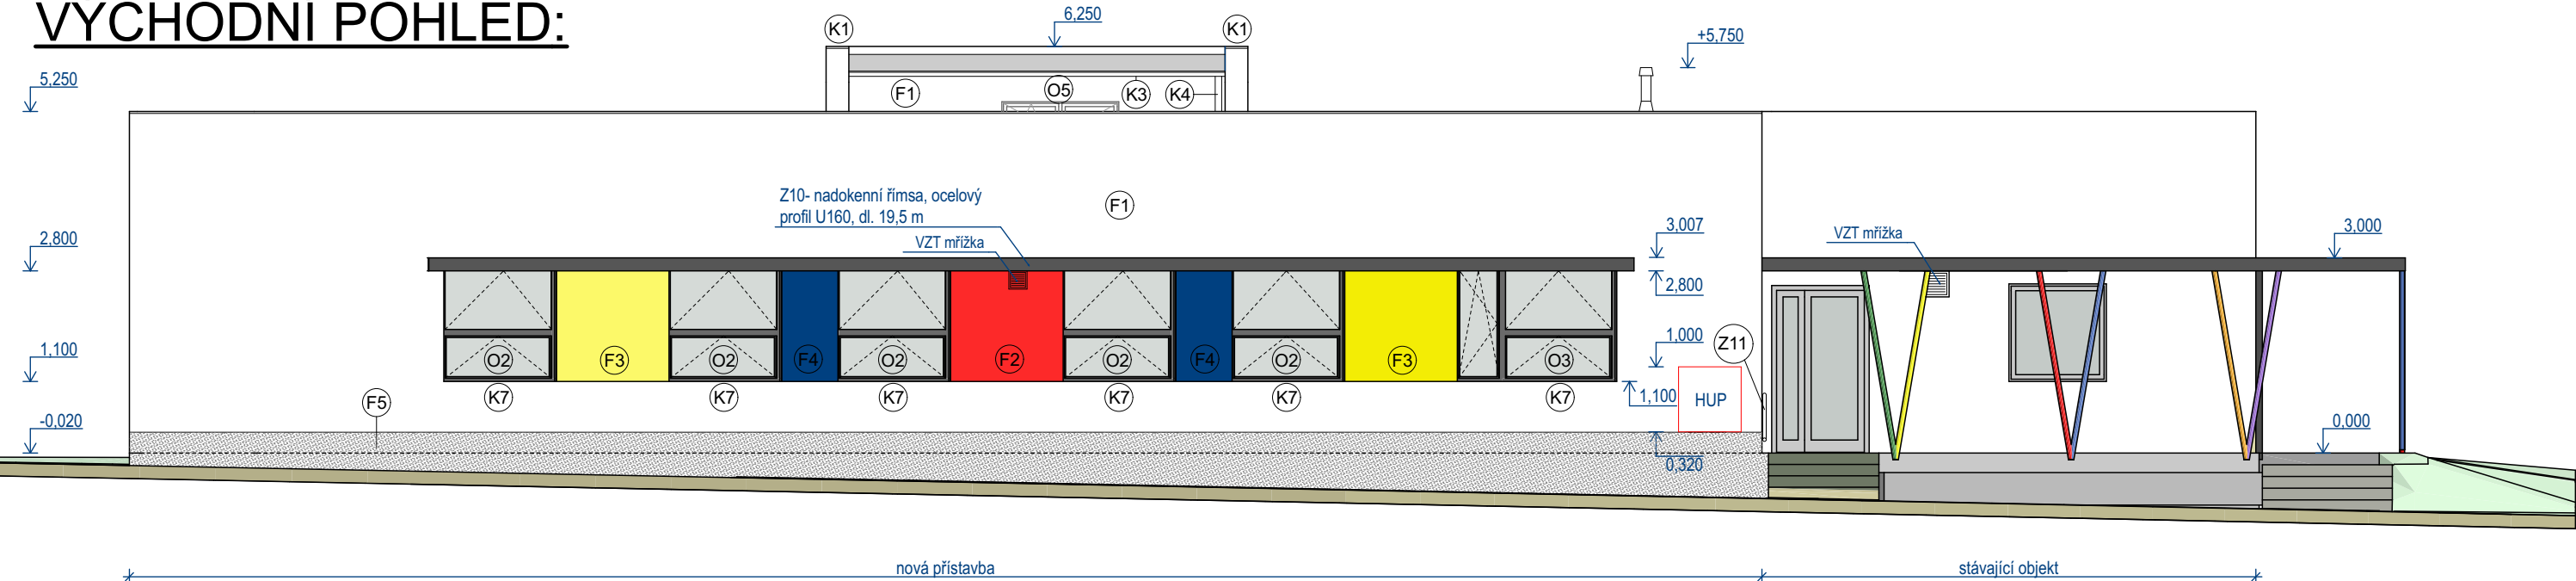 VÝCHODNÍ POHLED:
K1
6,250
K1
+5,750
5,250
F1
O5
K3
K4
Z10- nadokenní římsa, ocelový
profil U160, dl. 19,5 m
F1
VZT mřížka
2,800
3,007
VZT mřížka
3,000
2,800
1,100
1,000
Z11
O2
F3
O2
F4
O2
F2
O2
F4
O2
F3
O3
K7
K7
K7
K7
K7
K7
1,100
HUP
F5
-0,020
0,320
0,000
nová přístavba
stávající objekt